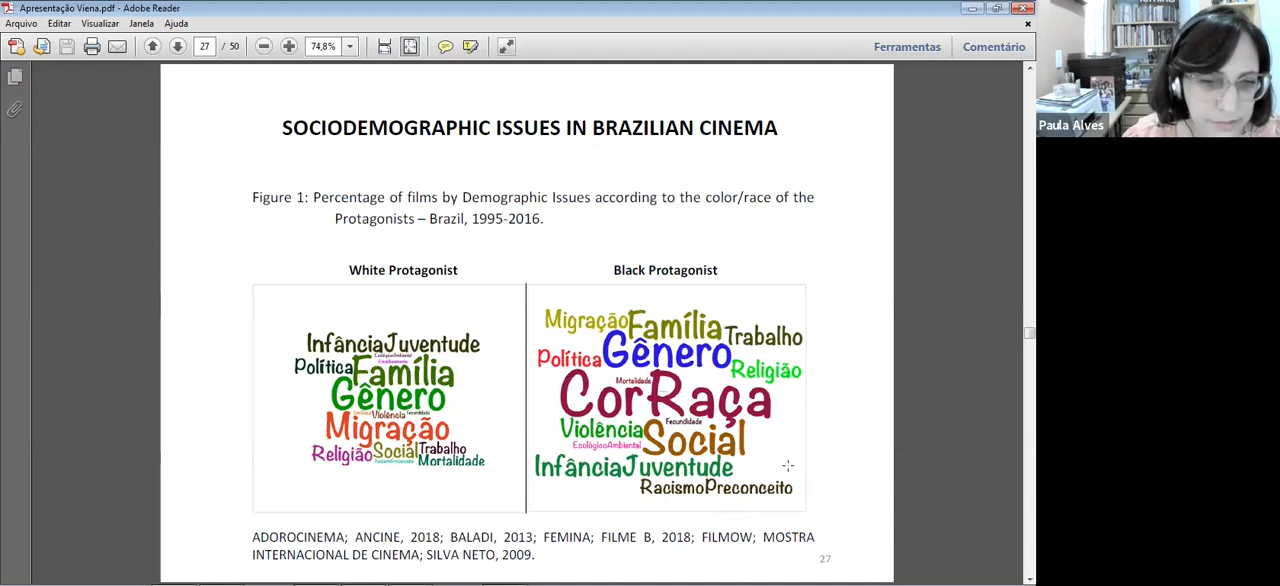 Apresentação Viena.pdf - Adobe Reader
Arquivo Editar Visualizar Janela Ajuda
27 / 50 74,8% Ferramentas Comentário
Paula Alves
SOCIODEMOGRAPHIC ISSUES IN BRAZILIAN CINEMA
Figure 1: Percentage of films by Demographic Issues according to the color/race of the
Protagonists – Brazil, 1995-2016.
White Protagonist
InfânciaJuventude
Política
Família
Gênero
Violência
Migração
Religião Social Trabalho
Mortalidade
Black Protagonist
Migração Família Trabalho
Política Gênero Religião
Mortalidade
CorRaça
Violência Fecundidade
EcológicoAmbiental Social
InfânciaJuventude
RacismoPreconceito
ADOROCINEMA; ANCINE, 2018; BALADI, 2013; FEMINA; FILME B, 2018; FILMOW; MOSTRA
INTERNACIONAL DE CINEMA; SILVA NETO, 2009.
27